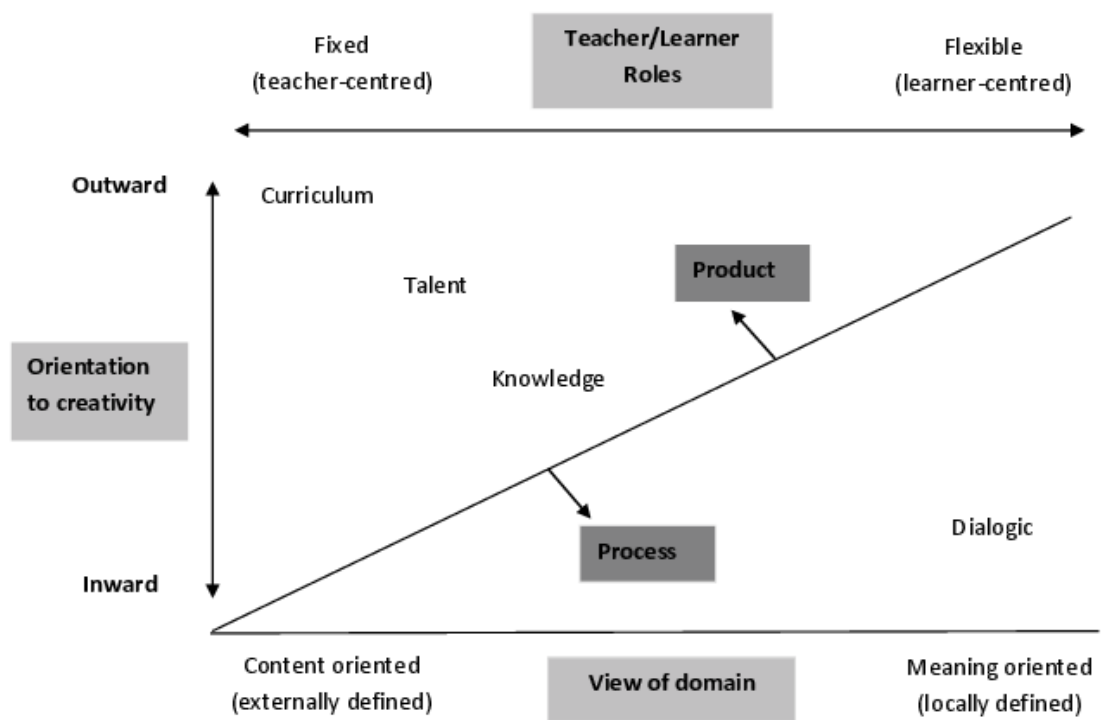 Fixed
(teacher-centred)
Teacher/Learner
Roles
Flexible
(learner-centred)
Outward
Curriculum
Talent
Product
Orientation
to creativity
Knowledge
Process
Dialogic
Inward
Content oriented
(externally defined)
View of domain
Meaning oriented
(locally defined)